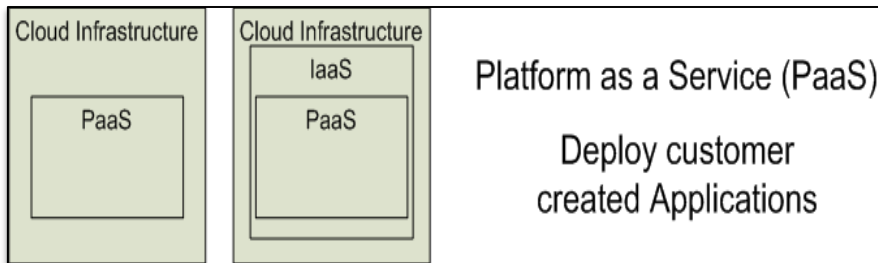 Cloud Infrastructure
PaaS
Cloud Infrastructure
IaaS
PaaS
Platform as a Service (PaaS)
Deploy customer
created Applications